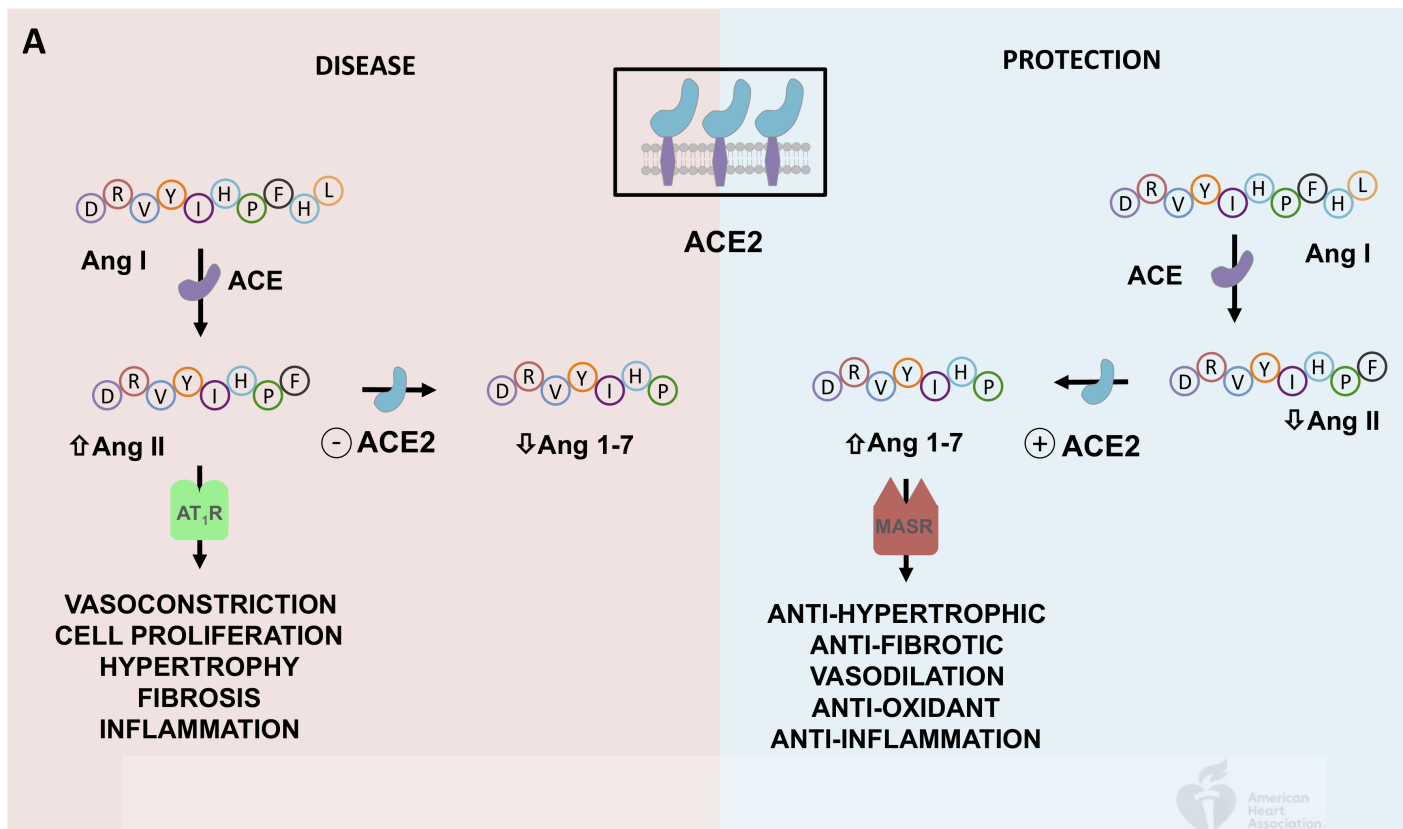 A
DISEASE
PROTECTION
ACE2
D R V Y I H P F H L
Ang I
ACE
D R V Y I H P F
⇧Ang II
- ACE2
D R V Y I H P
⇩Ang 1-7
AT1R
VASOCONSTRICTION
CELL PROLIFERATION
HYPERTROPHY
FIBROSIS
INFLAMMATION
D R V Y I H P F H L
Ang I
ACE
D R V Y I H P F
⇩Ang II
+ ACE2
D R V Y I H P
⇧Ang 1-7
MASR
ANTI-HYPERTROPHIC
ANTI-FIBROTIC
VASODILATION
ANTI-OXIDANT
ANTI-INFLAMMATION
American
Heart
Association.